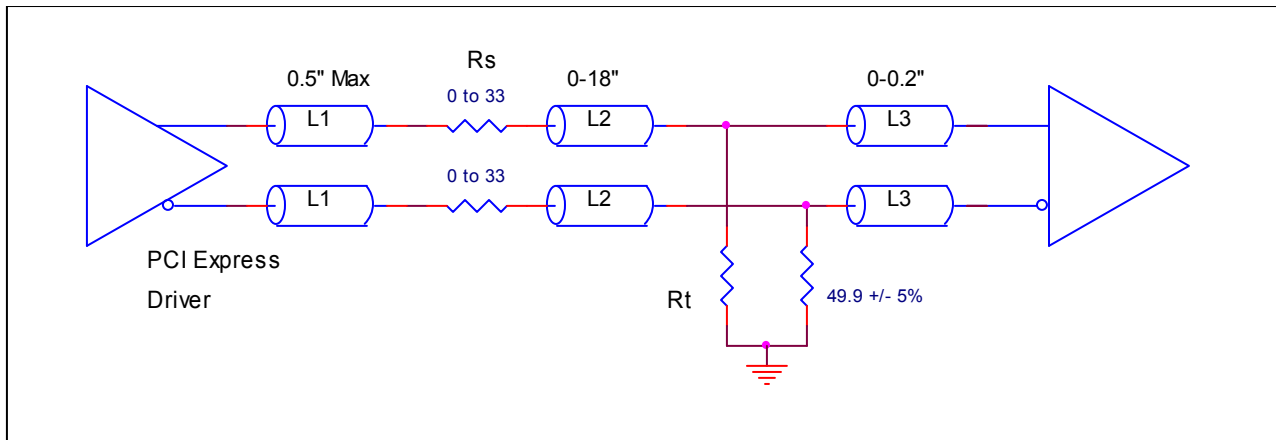 Rs
0.5" Max
0-18"
0-0.2"
0 to 33
L1
L2
L3
0 to 33
L1
L2
L3
PCI Express
Driver
Rt
49.9 +/- 5%